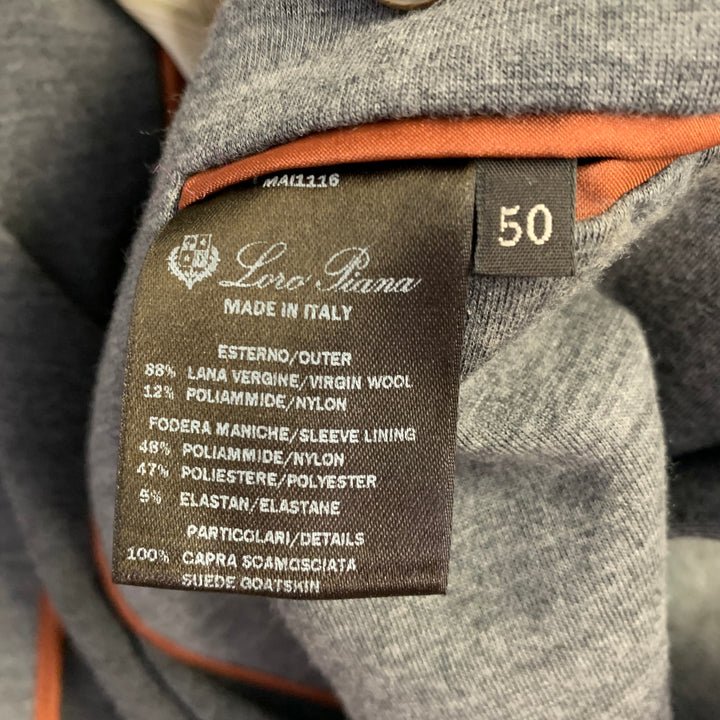 MAI1116
50
Loro Piana
MADE IN ITALY
ESTERNO/OUTER
88% LANA VERGINE/VIRGIN WOOL
12% POLIAMMIDE/NYLON
FODERA MANICHE/SLEEVE LINING
48% POLIAMMIDE/NYLON
47% POLIESTERE/POLYESTER
5% ELASTAN/ELASTANE
PARTICOLARI/DETAILS
100% CAPRA SCAMOSCIATA
SUEDE GOATSKIN